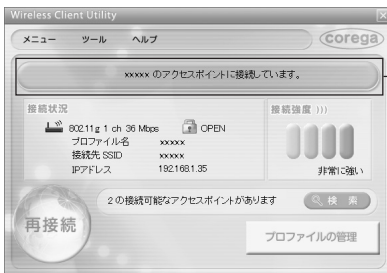 Wireless Client Utility
メニュー ツール ヘルプ corega
xxxxx のアクセスポイントに接続しています。
接続状況
802.11g 1 ch 36 Mbps OPEN
プロファイル名 xxxxx
接続先 SSID xxxxx
IPアドレス 192.168.1.35
接続強度 )))
非常に強い
2 の接続可能なアクセスポイントがあります 検 索
再接続
プロファイルの管理